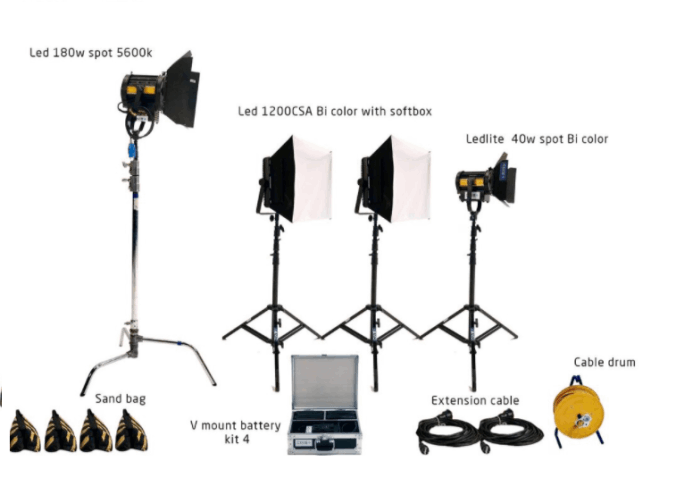 Led 180w spot 5600k
Led 1200CSA Bi color with softbox
Ledlite 40w spot Bi color
Cable drum
Sand bag
Extension cable
V mount battery
kit 4